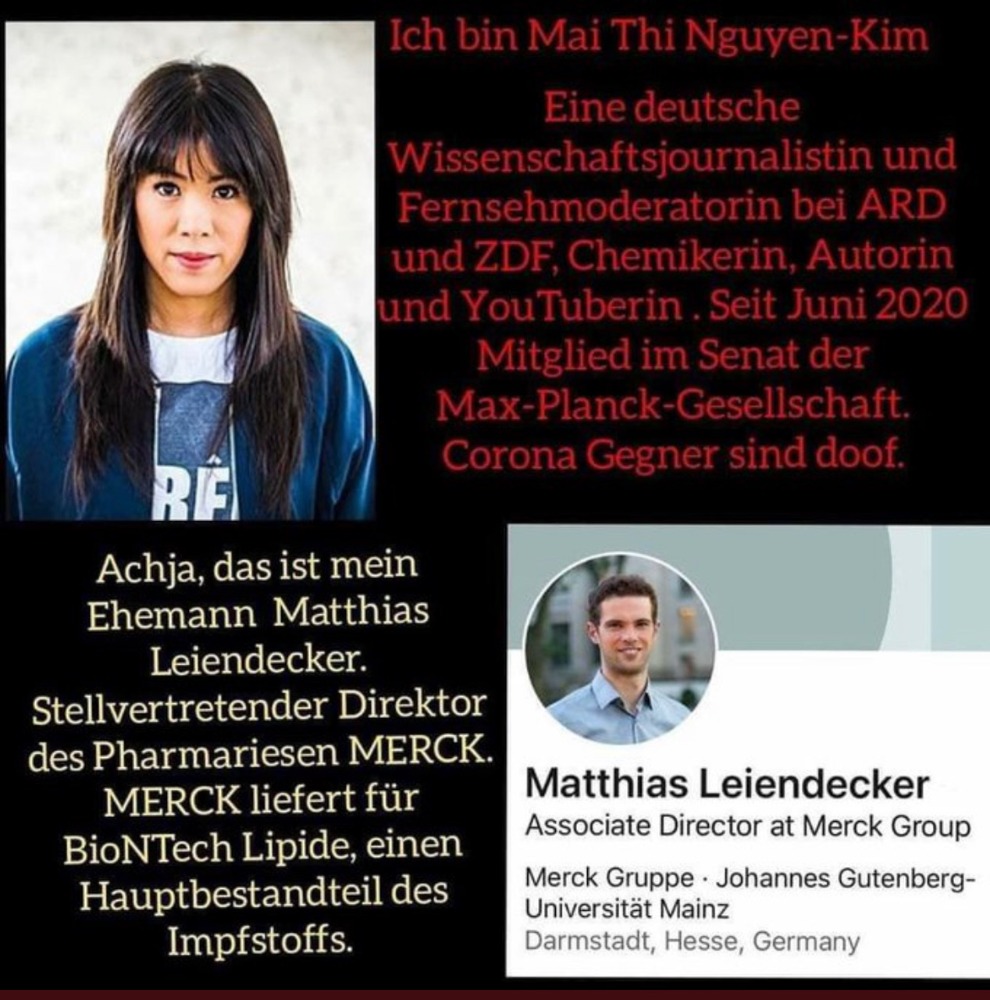 Ich bin Mai Thi Nguyen-Kim
Eine deutsche
Wissenschaftsjournalistin und
Fernsehmoderatorin bei ARD
und ZDF, Chemikerin, Autorin
und YouTuberin . Seit Juni 2020
Mitglied im Senat der
Max-Planck-Gesellschaft.
Corona Gegner sind doof.
RÉ
Achja, das ist mein
Ehemann Matthias
Leiendecker.
Stellvertretender Direktor
des Pharmariesen MERCK.
MERCK liefert für
BioNTech Lipide, einen
Hauptbestandteil des
Impfstoffs.
Matthias Leiendecker
Associate Director at Merck Group
Merck Gruppe · Johannes Gutenberg-
Universität Mainz
Darmstadt, Hesse, Germany